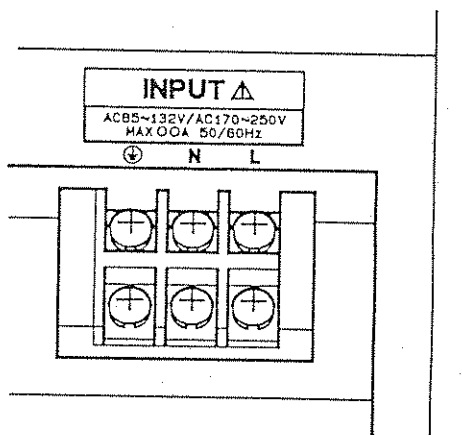 INPUT ⚠
AC85~132V/AC170~250V
MAX OOA 50/60Hz
⏚ N L